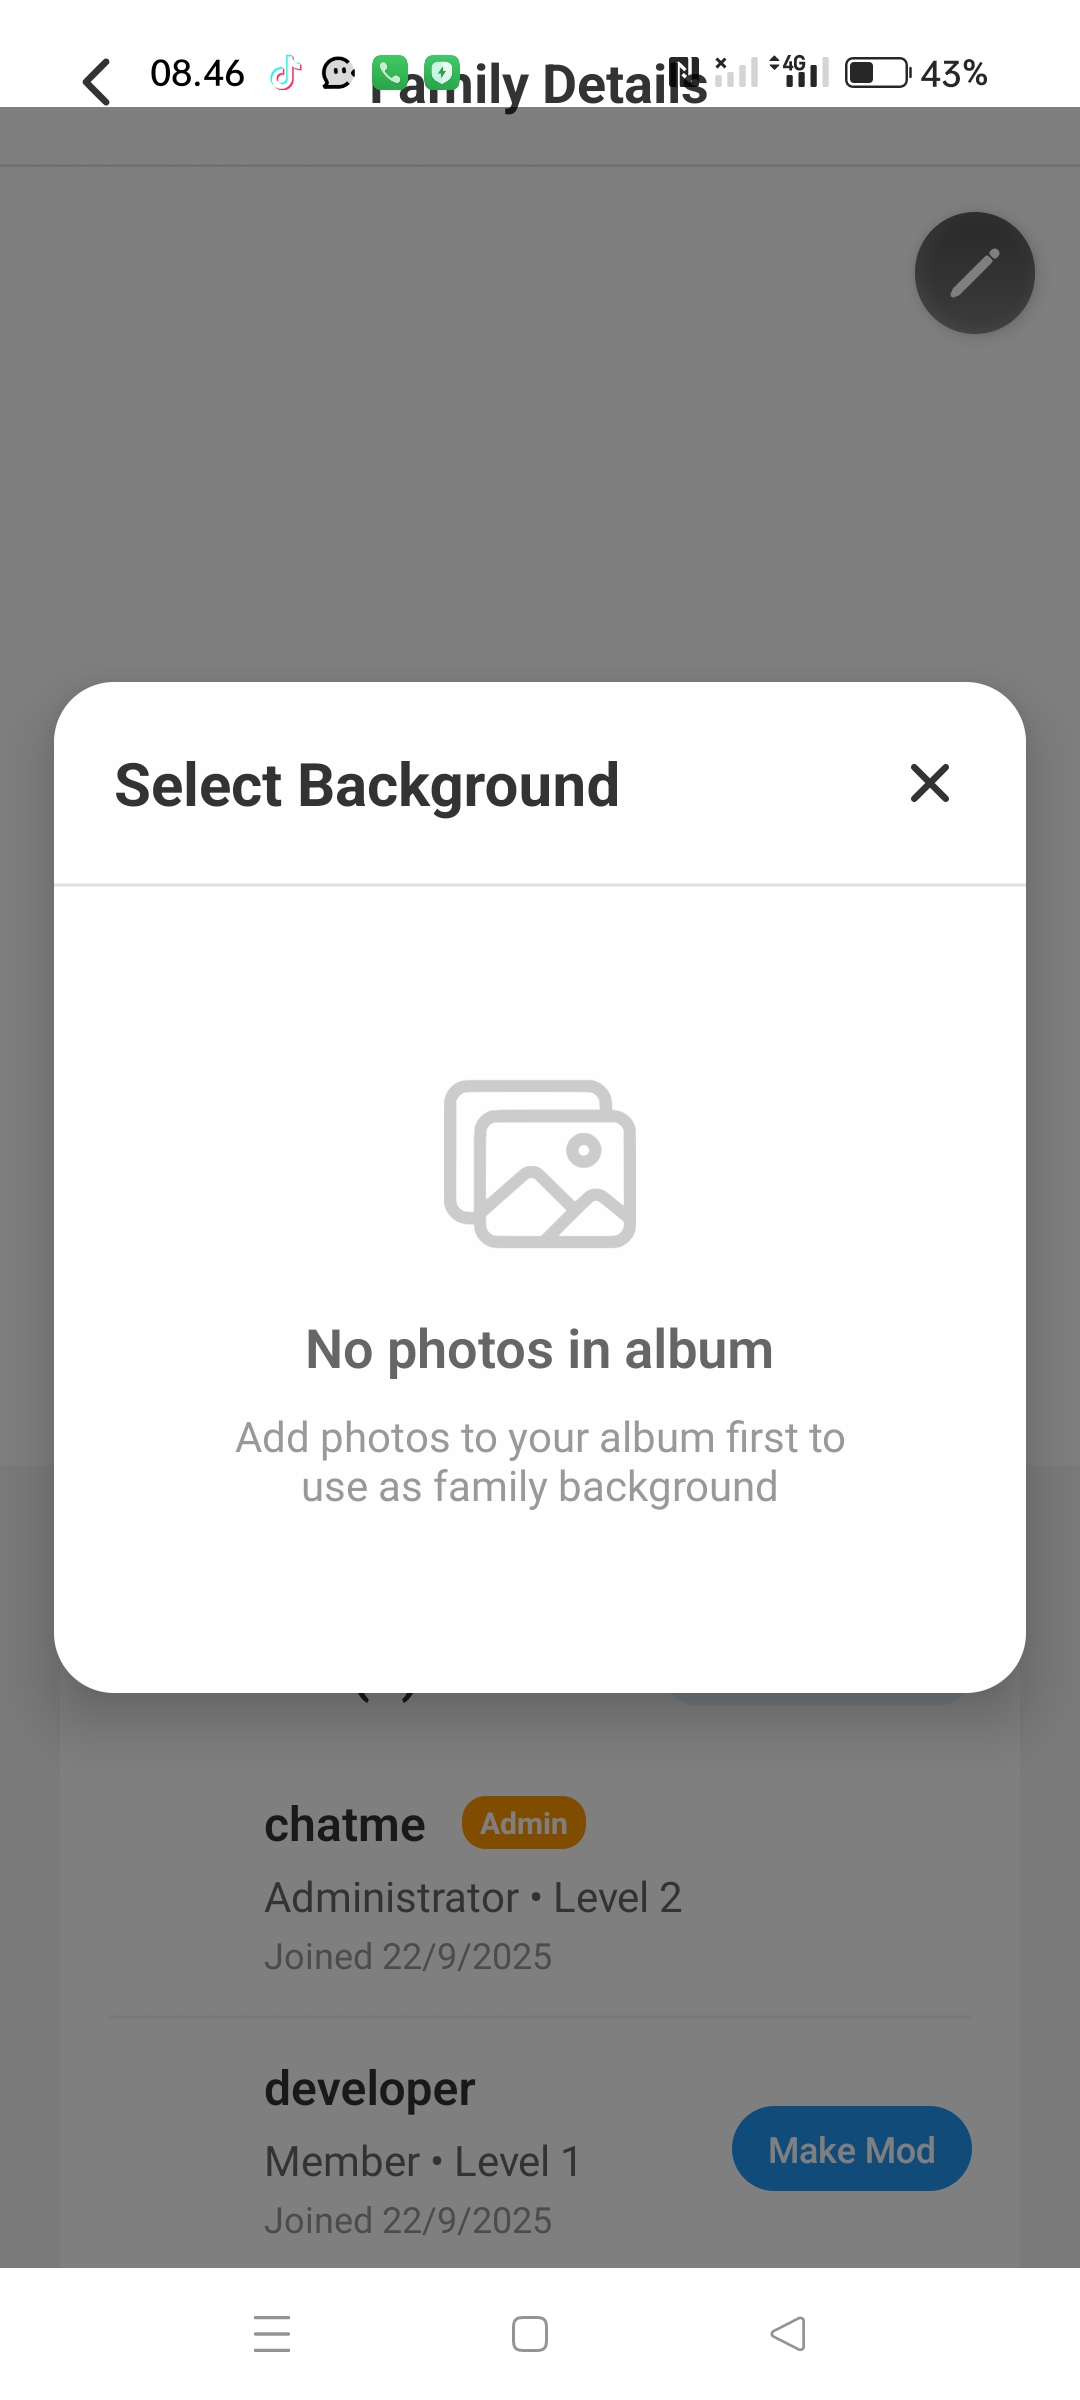 08.46
4G
43%
Family Details
Select Background
No photos in album
Add photos to your album first to
use as family background
chatme
Admin
Administrator • Level 2
Joined 22/9/2025
developer
Member • Level 1
Joined 22/9/2025
Make Mod